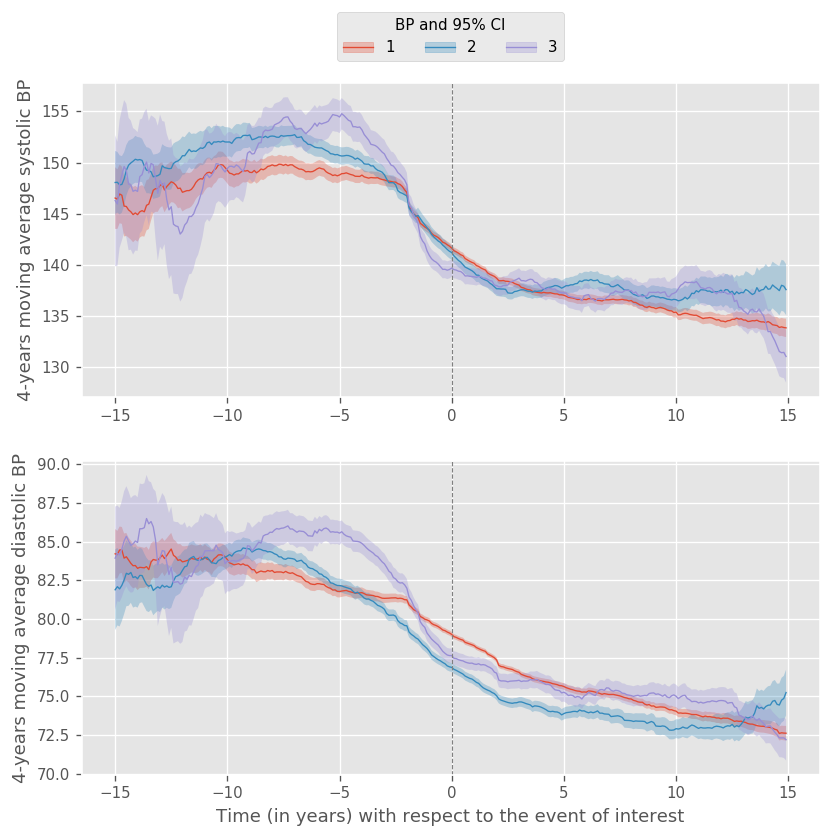 BP and 95% CI
1 2 3
4-years moving average systolic BP
155
150
145
140
135
130
−15 −10 −5 0 5 10 15
4-years moving average diastolic BP
90.0
87.5
85.0
82.5
80.0
77.5
75.0
72.5
70.0
−15 −10 −5 0 5 10 15
Time (in years) with respect to the event of interest